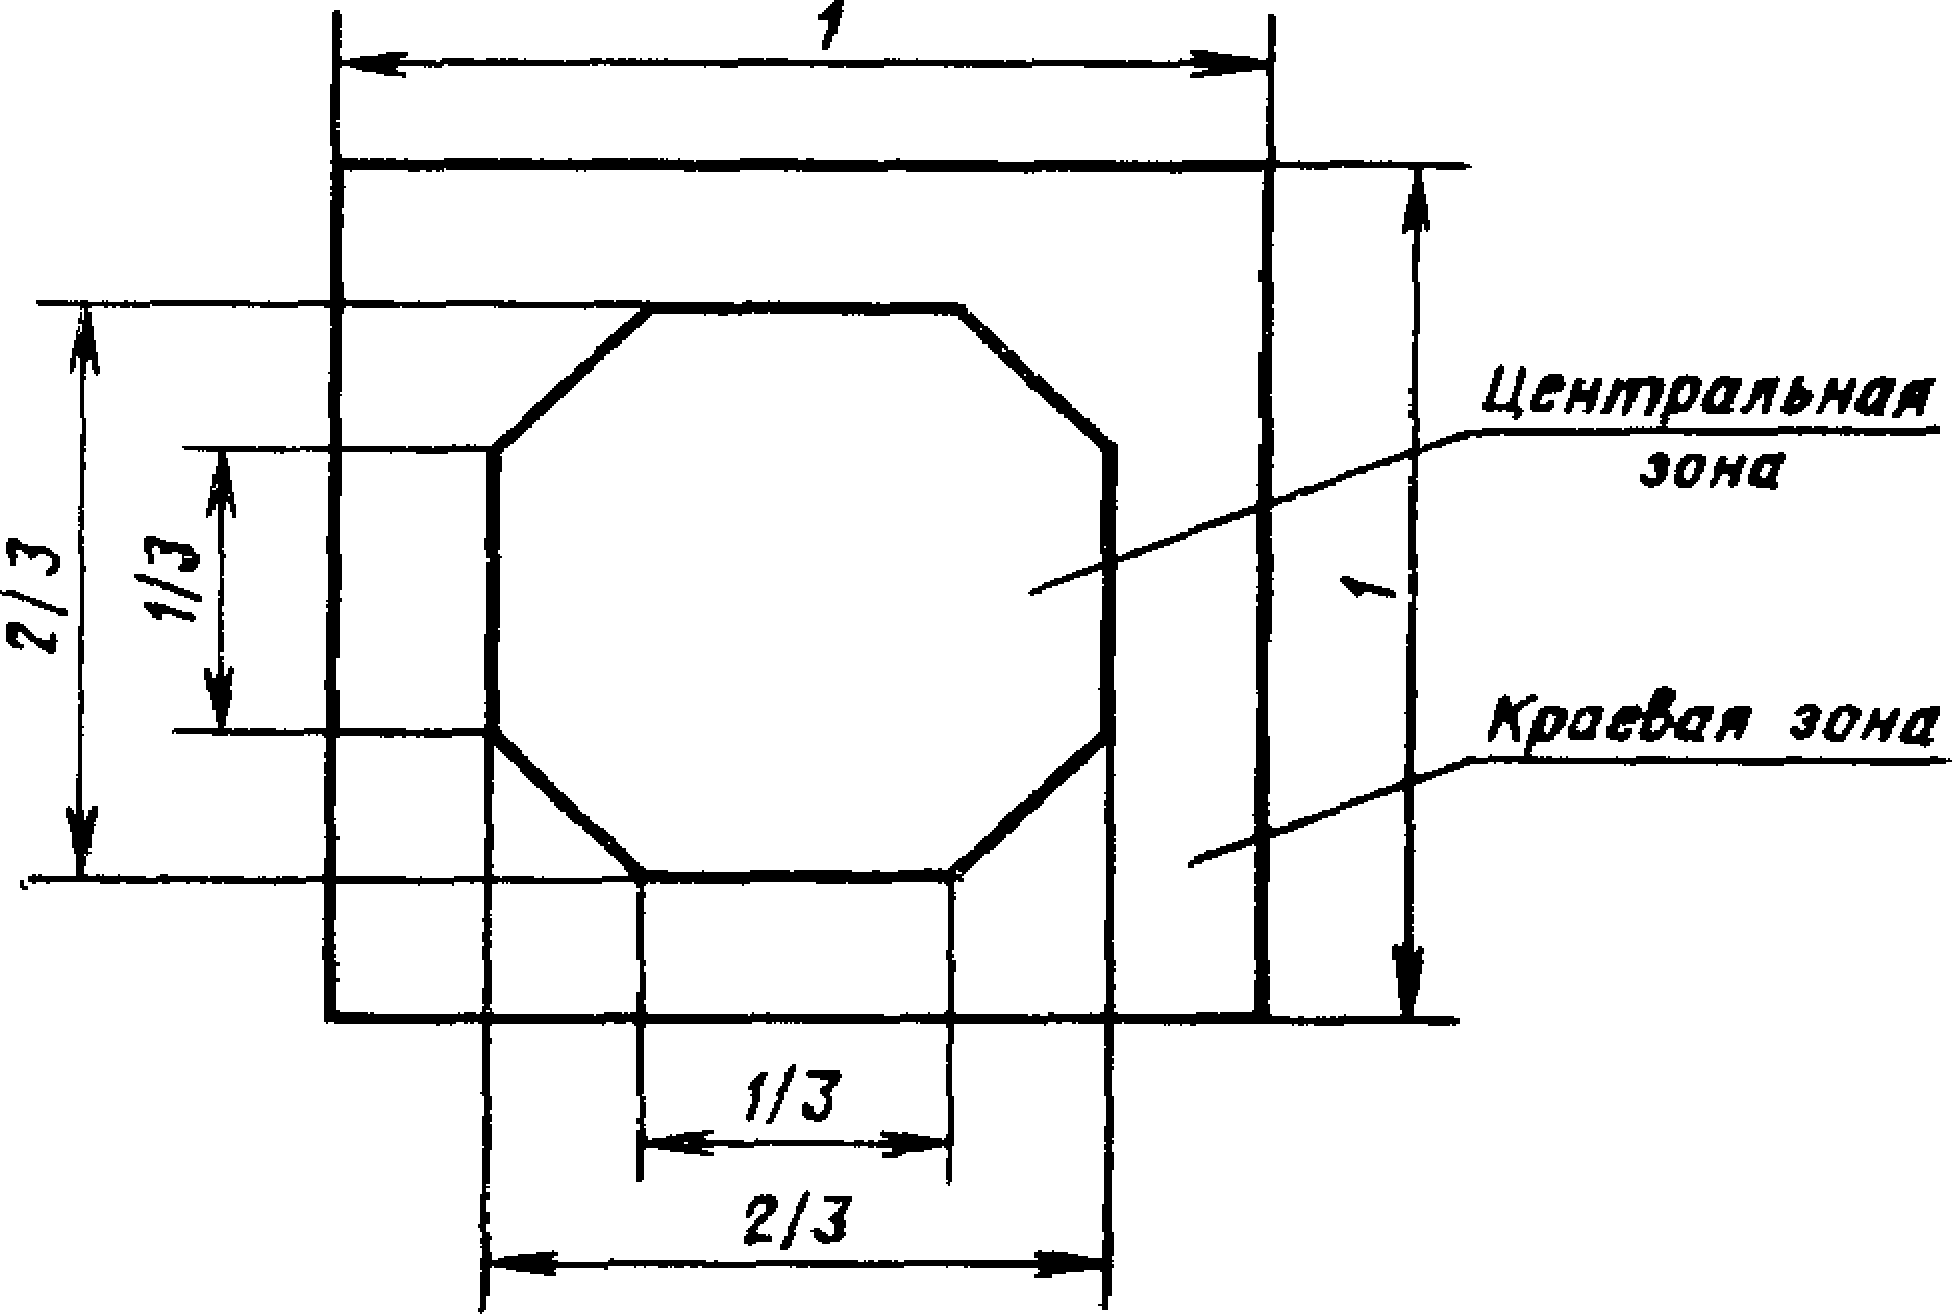 1
Центральная
зона
2/3
1/3
1
Краевая зона
1/3
2/3